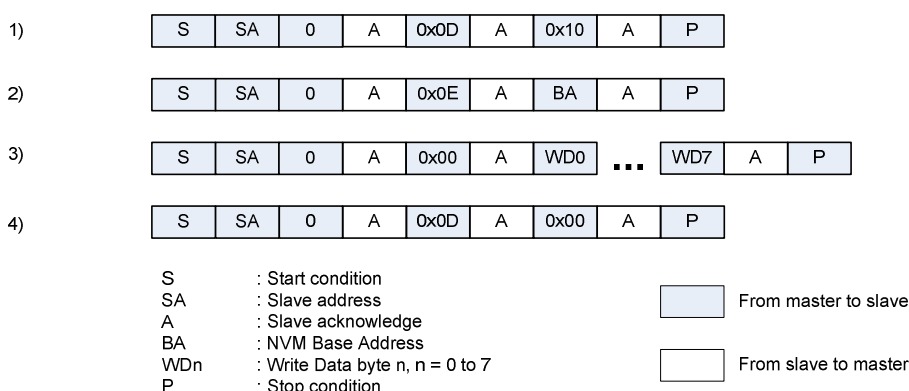 1) S SA 0 A 0x0D A 0x10 A P
2) S SA 0 A 0x0E A BA A P
3) S SA 0 A 0x00 A WD0 ... WD7 A P
4) S SA 0 A 0x0D A 0x00 A P
S : Start condition
SA : Slave address
A : Slave acknowledge
BA : NVM Base Address
WDn : Write Data byte n, n = 0 to 7
P : Stop condition
From master to slave
From slave to master